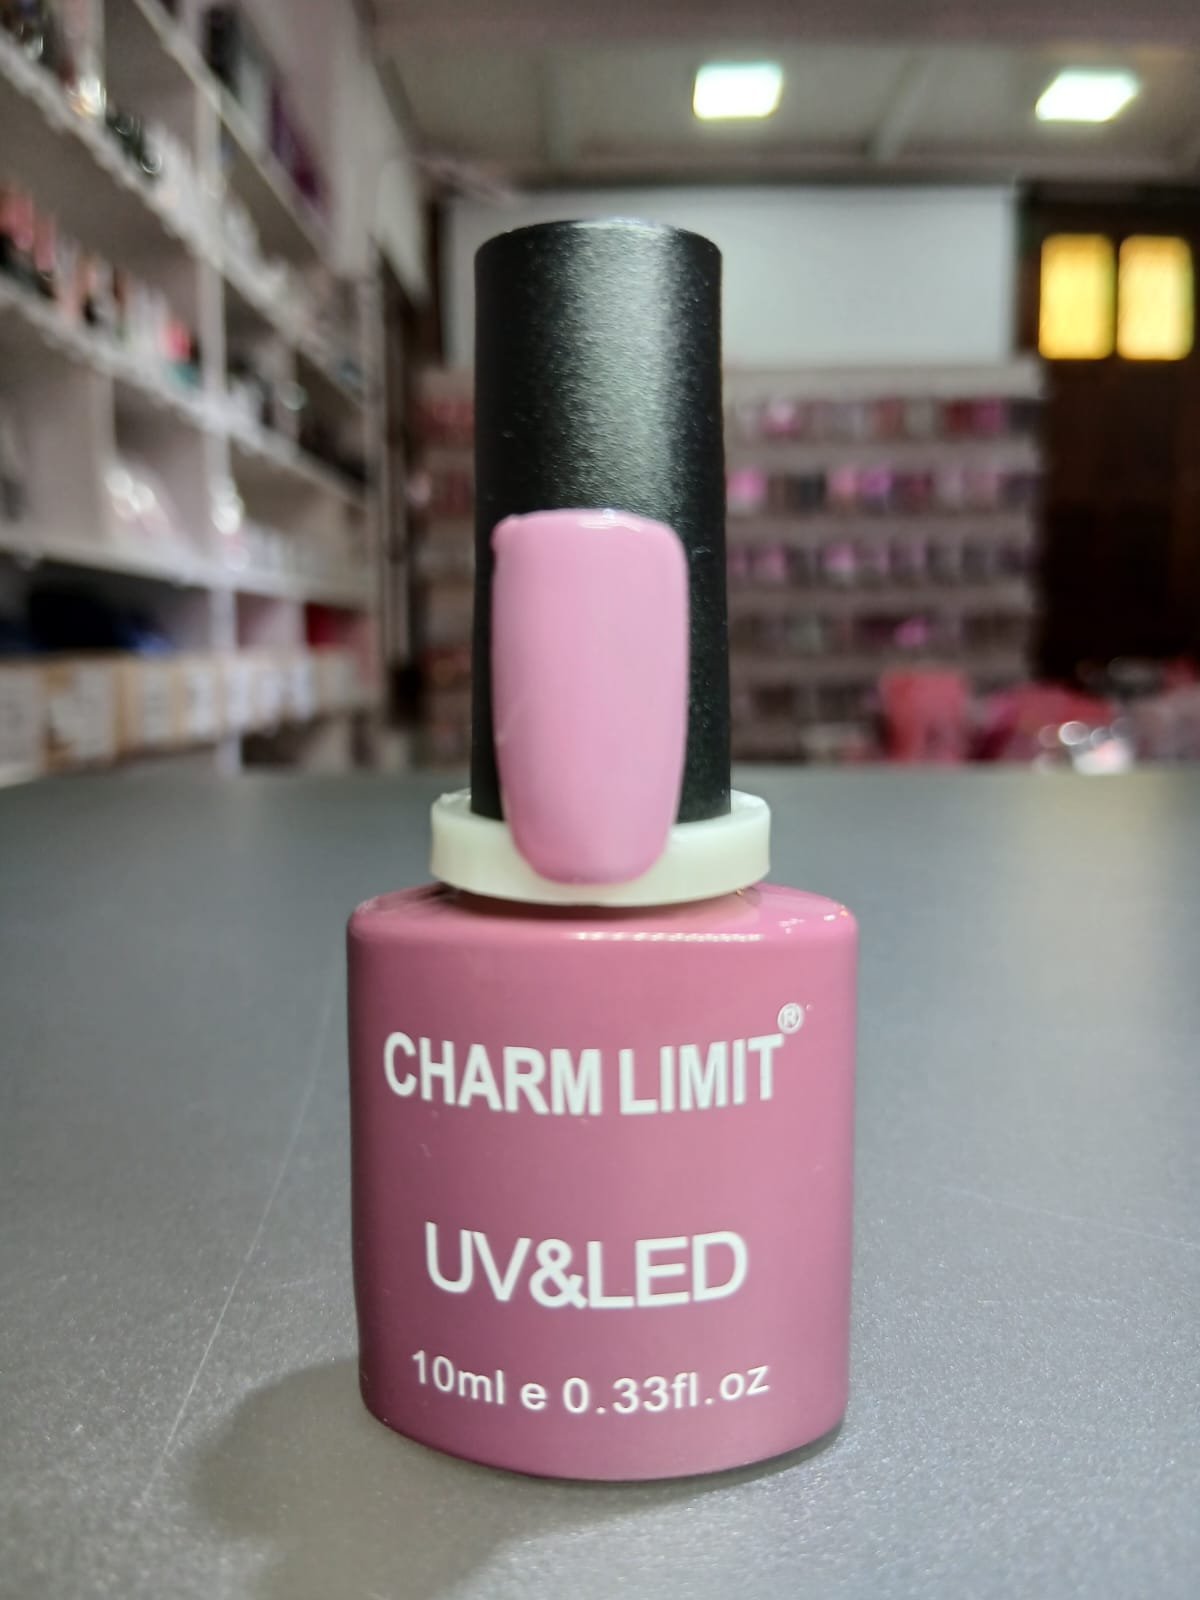 CHARM LIMIT®
UV&LED
10ml e 0.33fl.oz